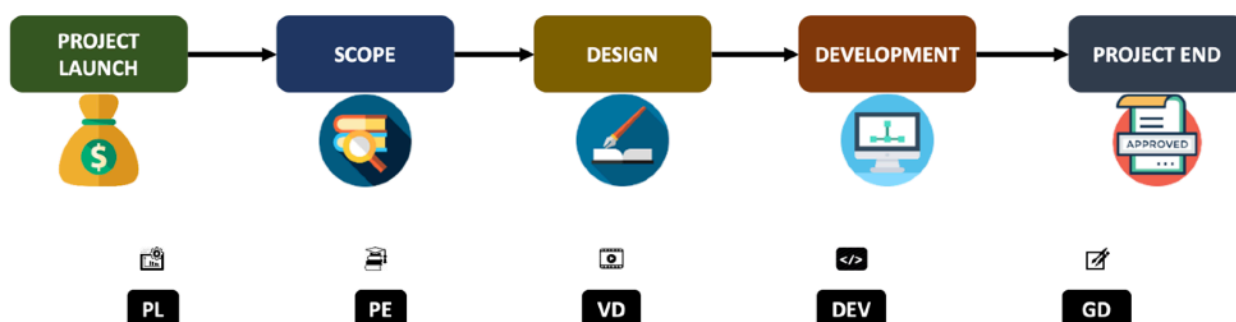 PROJECT
LAUNCH
SCOPE
DESIGN
DEVELOPMENT
PROJECT END
$
APPROVED
</>
PL
PE
VD
DEV
GD